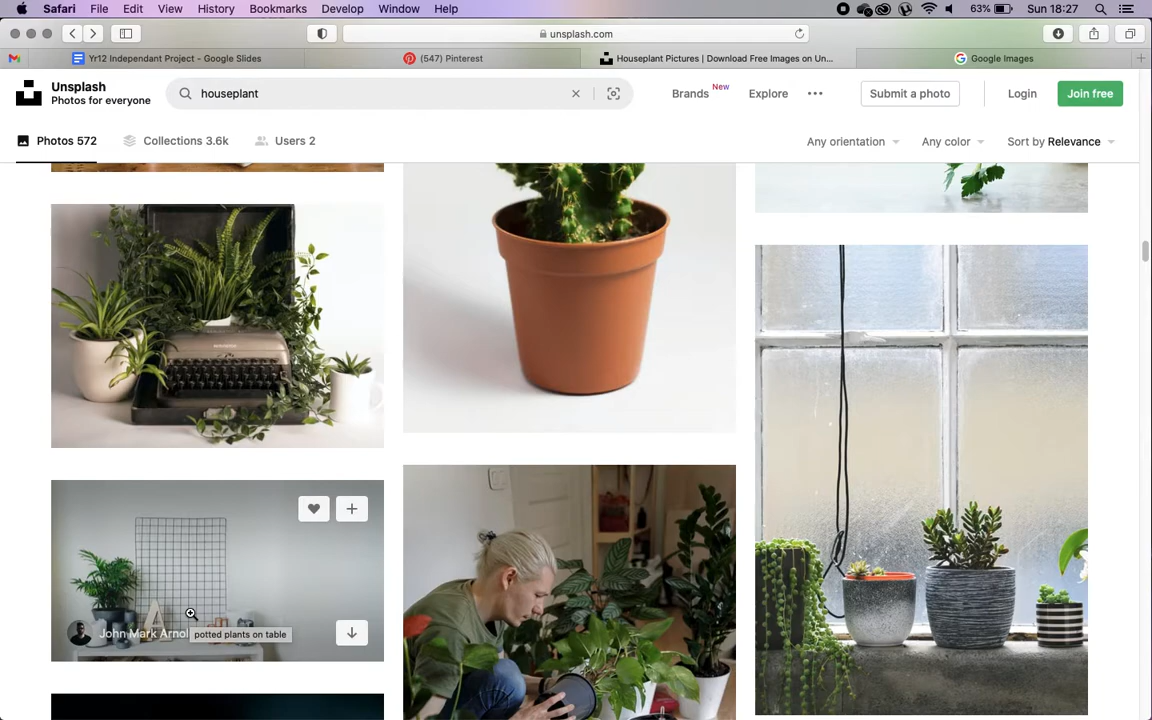 Safari File Edit View History Bookmarks Develop Window Help 63% Sun 18:27
unsplash.com
Yr12 Independant Project - Google Slides (547) Pinterest Houseplant Pictures | Download Free Images on Un... Google Images
Unsplash
Photos for everyone
houseplant
Brands New Explore Submit a photo Login Join free
Photos 572 Collections 3.6k Users 2
Any orientation Any color Sort by Relevance
A
John Mark Arnol
potted plants on table